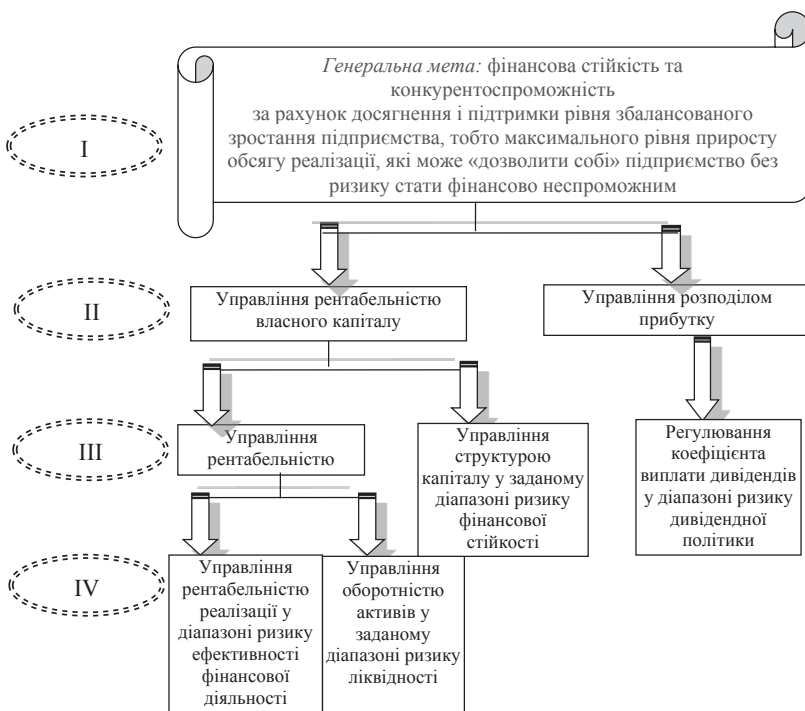 Генеральна мета: фінансова стійкість та
конкурентоспроможність
за рахунок досягнення і підтримки рівня збалансованого
зростання підприємства, тобто максимального рівня приросту
обсягу реалізації, які може «дозволити собі» підприємство без
ризику стати фінансово неспроможним
I
II
Управління рентабельністю
власного капіталу
Управління розподілом
прибутку
III
Управління
рентабельністю
Управління
структурою
капіталу у заданому
діапазоні ризику
фінансової
стійкості
Регулювання
коефіцієнта
виплати дивідендів
у діапазоні ризику
дивідендної
політики
IV
Управління
рентабельністю
реалізації у
діапазоні ризику
ефективності
фінансової
діяльності
Управління
оборотністю
активів у
заданому
діапазоні ризику
ліквідності